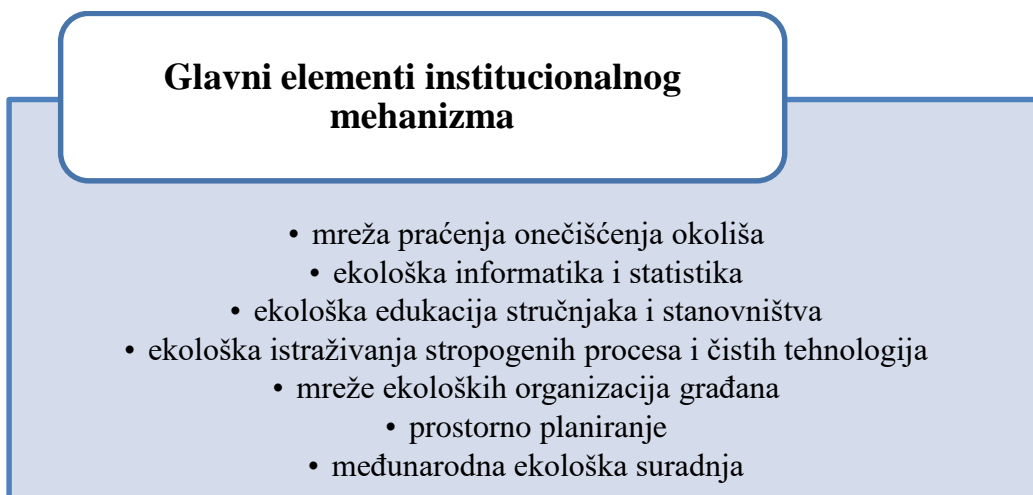 Glavni elementi institucionalnog
mehanizma
• mreža praćenja onečišćenja okoliša
• ekološka informatika i statistika
• ekološka edukacija stručnjaka i stanovništva
• ekološka istraživanja stropogenih procesa i čistih tehnologija
• mreže ekoloških organizacija građana
• prostorno planiranje
• međunarodna ekološka suradnja